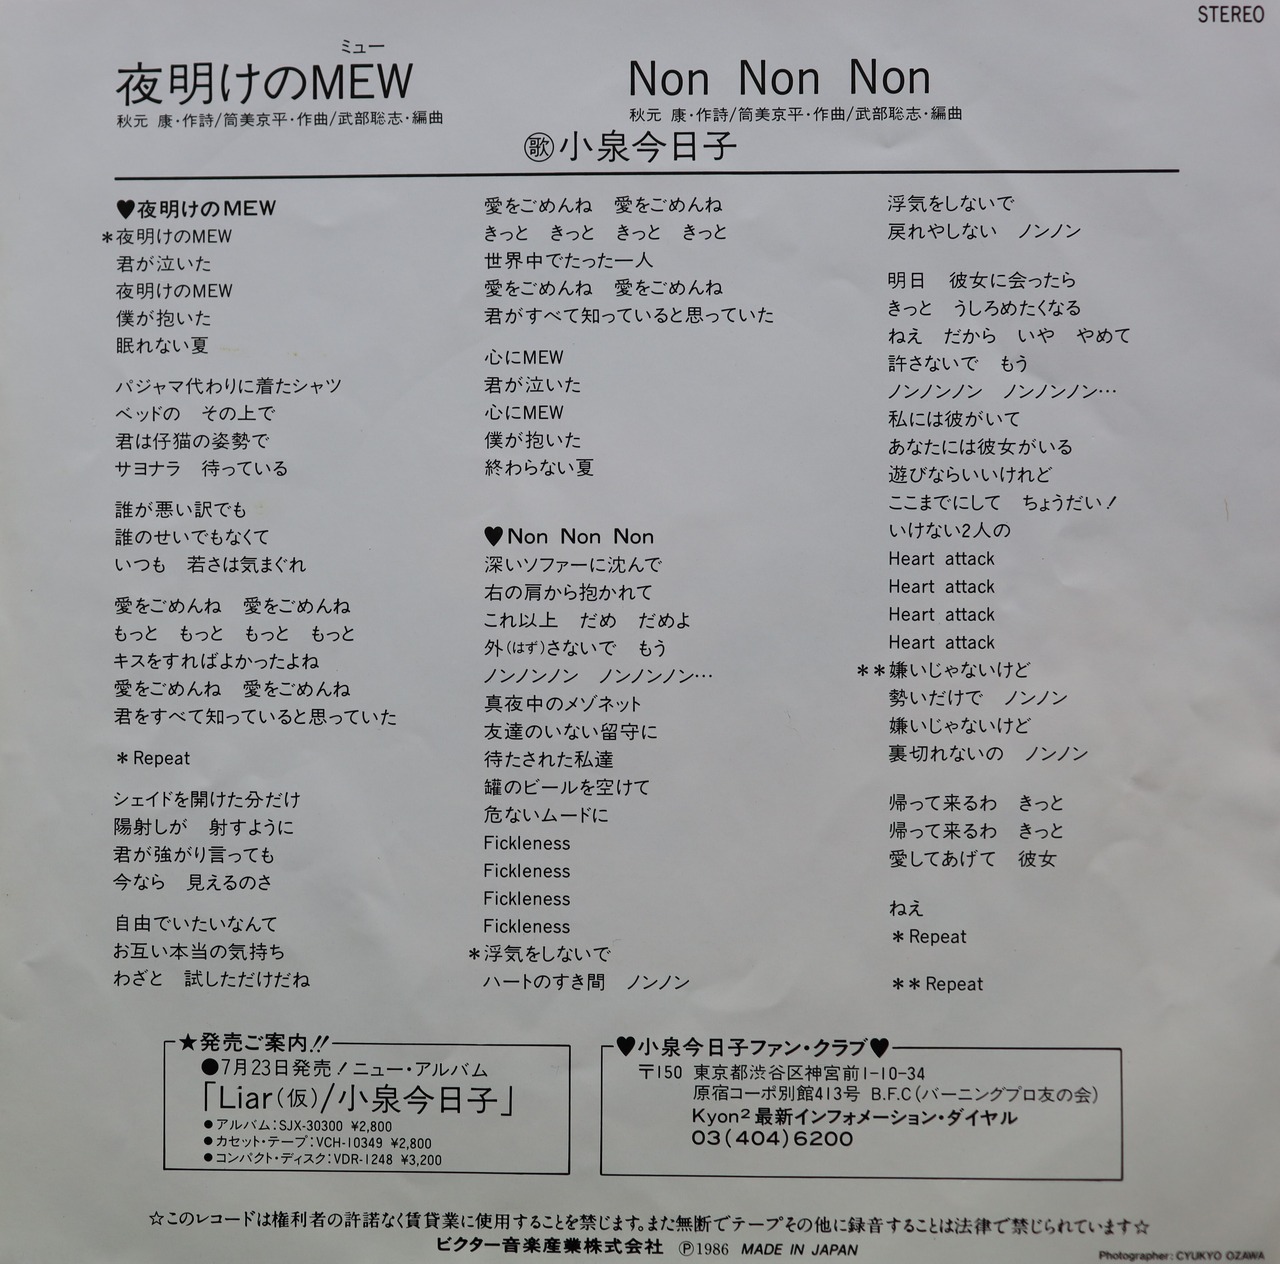 STEREO
ミュー
夜明けのMEW
秋元 康・作詩/筒美京平・作曲/武部聡志・編曲
Non Non Non
秋元 康・作詩/筒美京平・作曲/武部聡志・編曲
歌 小泉今日子
♥夜明けのMEW
*夜明けのMEW
君が泣いた
夜明けのMEW
僕が抱いた
眠れない夏
パジャマ代わりに着たシャツ
ベッドの その上で
君は仔猫の姿勢で
サヨナラ 待っている
誰が悪い訳でも
誰のせいでもなくて
いつも 若さは気まぐれ
愛をごめんね 愛をごめんね
もっと もっと もっと もっと
キスをすればよかったよね
愛をごめんね 愛をごめんね
君をすべて知っていると思っていた
*Repeat
シェイドを開けた分だけ
陽射しが 射すように
君が強がり言っても
今なら 見えるのさ
自由でいたいなんて
お互い本当の気持ち
わざと 試しただけだね
愛をごめんね 愛をごめんね
きっと きっと きっと きっと
世界中でたった一人
愛をごめんね 愛をごめんね
君がすべて知っていると思っていた
心にMEW
君が泣いた
心にMEW
僕が抱いた
終わらない夏
♥Non Non Non
深いソファーに沈んで
右の肩から抱かれて
これ以上 だめ だめよ
外(はず)さないで もう
ノンノンノン ノンノンノン…
真夜中のメゾネット
友達のいない留守に
待たされた私達
罐のビールを空けて
危ないムードに
Fickleness
Fickleness
Fickleness
Fickleness
*浮気をしないで
ハートのすき間 ノンノン
浮気をしないで
戻れやしない ノンノン
明日 彼女に会ったら
きっと うしろめたくなる
ねえ だから いや やめて
許さないで もう
ノンノンノン ノンノンノン…
私には彼がいて
あなたには彼女がいる
遊びならいいけれど
ここまでにして ちょうだい!
いけない2人の
Heart attack
Heart attack
Heart attack
Heart attack
**嫌いじゃないけど
勢いだけで ノンノン
嫌いじゃないけど
裏切れないの ノンノン
帰って来るわ きっと
帰って来るわ きっと
愛してあげて 彼女
ねえ
*Repeat
**Repeat
★発売ご案内!!
●7月23日発売!ニュー・アルバム
「Liar(仮)/小泉今日子」
●アルバム:SJX-30300 ¥2,800
●カセット・テープ:VCH-10349 ¥2,800
●コンパクト・ディスク:VDR-1248 ¥3,200
♥小泉今日子ファン・クラブ♥
〒150 東京都渋谷区神宮前1-10-34
原宿コーポ別館413号 B.F.C(バーニングプロ友の会)
Kyon²最新インフォメーション・ダイヤル
03(404)6200
☆このレコードは権利者の許諾なく賃貸業に使用することを禁じます。また無断でテープその他に録音することは法律で禁じられています☆
ビクター音楽産業株式会社 Ⓟ1986 MADE IN JAPAN
Photographer: CYUKYO OZAWA